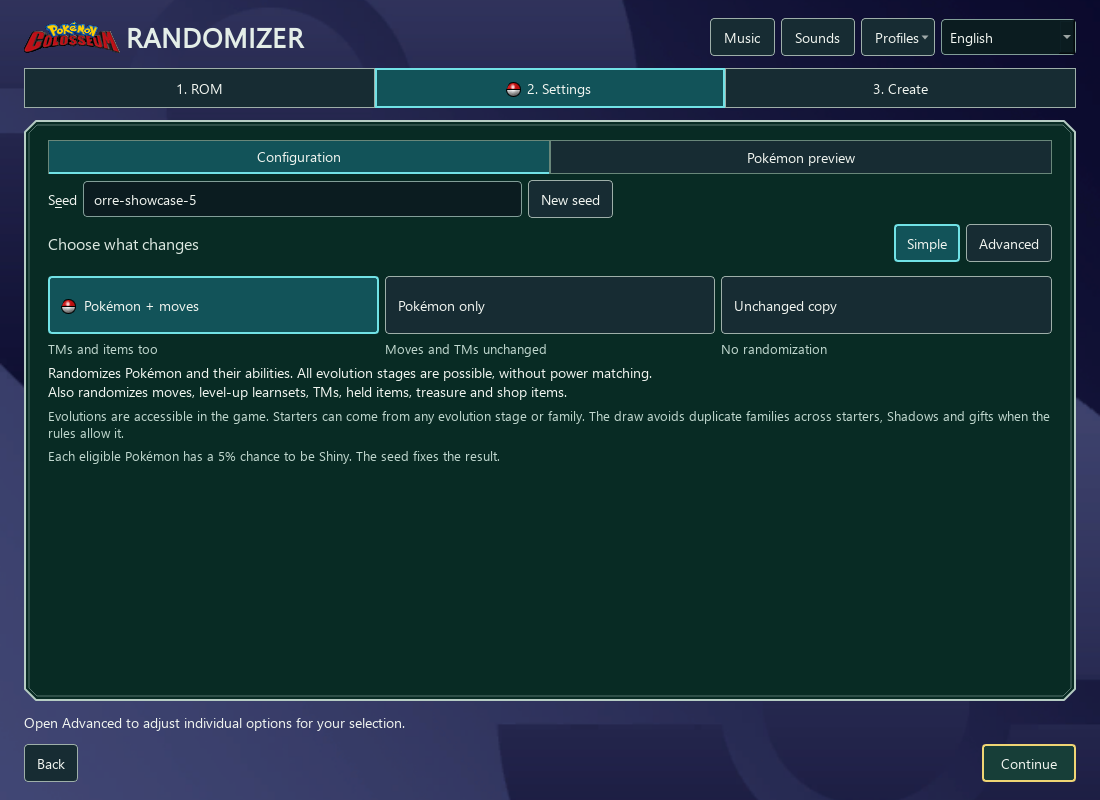 POKéMON
COLOSSEUM
RANDOMIZER
Music
Sounds
Profiles
English
1. ROM
2. Settings
3. Create
Configuration
Pokémon preview
Seed
orre-showcase-5
New seed
Choose what changes
Simple
Advanced
Pokémon + moves
Pokémon only
Unchanged copy
TMs and items too
Moves and TMs unchanged
No randomization
Randomizes Pokémon and their abilities. All evolution stages are possible, without power matching.
Also randomizes moves, level-up learnsets, TMs, held items, treasure and shop items.
Evolutions are accessible in the game. Starters can come from any evolution stage or family. The draw avoids duplicate families across starters, Shadows and gifts when the
rules allow it.
Each eligible Pokémon has a 5% chance to be Shiny. The seed fixes the result.
Open Advanced to adjust individual options for your selection.
Back
Continue